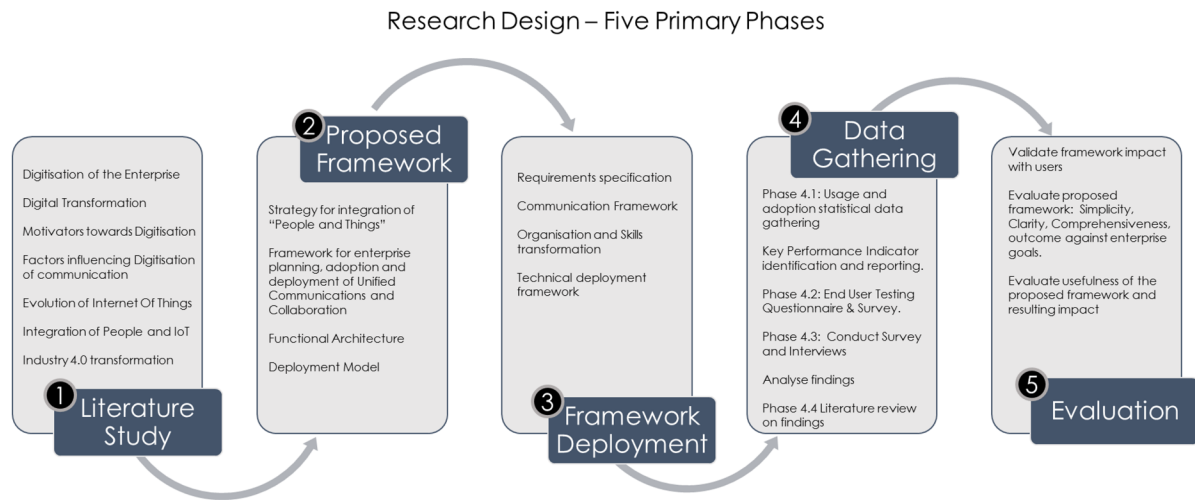 Research Design – Five Primary Phases
Digitisation of the Enterprise
Digital Transformation
Motivators towards Digitisation
Factors influencing Digitisation
of communication
Evolution of Internet Of Things
Integration of People and IoT
Industry 4.0 transformation
1
Literature
Study
2
Proposed
Framework
Strategy for integration of
“People and Things”
Framework for enterprise
planning, adoption and
deployment of Unified
Communications and
Collaboration
Functional Architecture
Deployment Model
Requirements specification
Communication Framework
Organisation and Skills
transformation
Technical deployment
framework
3
Framework
Deployment
4
Data
Gathering
Phase 4.1: Usage and
adoption statistical data
gathering
Key Performance Indicator
identification and reporting.
Phase 4.2: End User Testing
Questionnaire & Survey.
Phase 4.3: Conduct Survey
and Interviews
Analyse findings
Phase 4.4 Literature review
on findings
Validate framework impact
with users
Evaluate proposed
framework: Simplicity,
Clarity, Comprehensiveness,
outcome against enterprise
goals.
Evaluate usefulness of the
proposed framework and
resulting impact
5
Evaluation